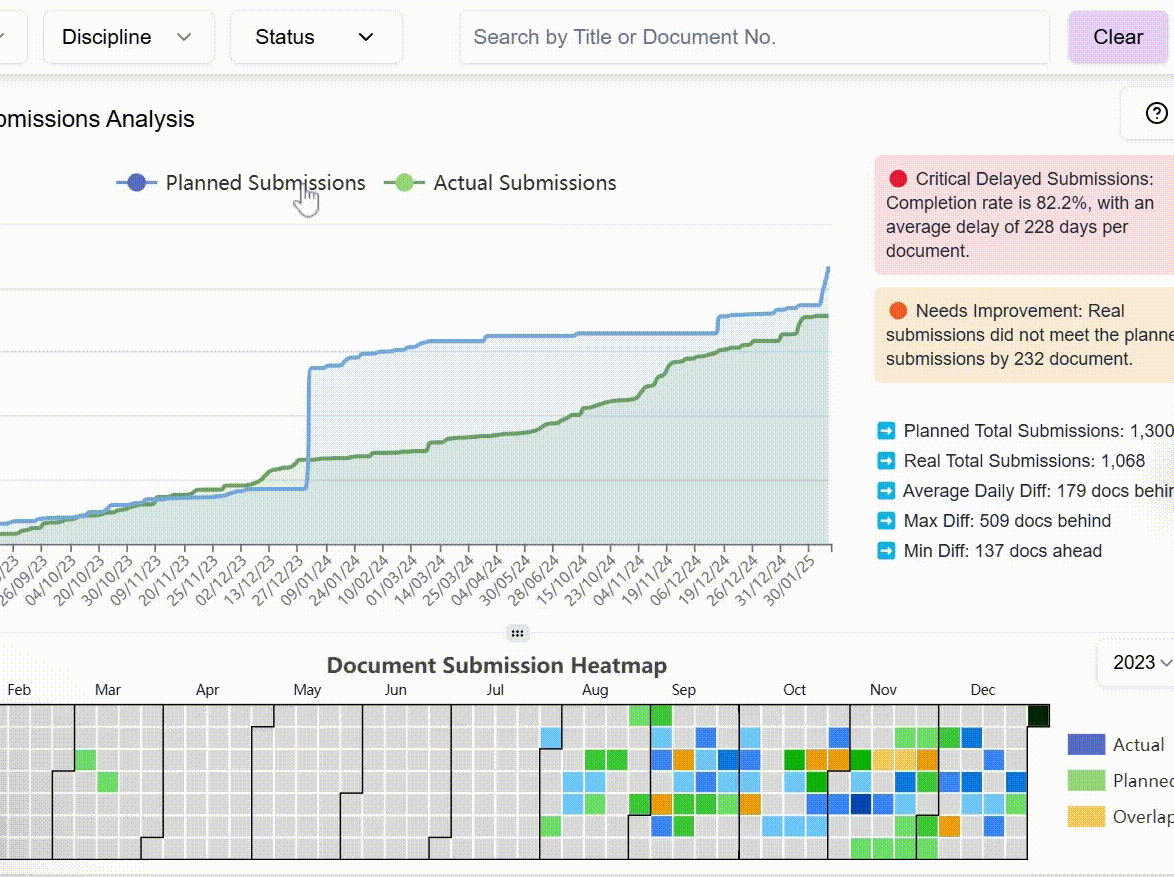 Discipline
Status
Search by Title or Document No.
Clear
missions Analysis
Planned Submissions
Actual Submissions
Critical Delayed Submissions:
Completion rate is 82.2%, with an
average delay of 228 days per
document.
Needs Improvement: Real
submissions did not meet the planne
submissions by 232 document.
Planned Total Submissions: 1,300
Real Total Submissions: 1,068
Average Daily Diff: 179 docs behin
Max Diff: 509 docs behind
Min Diff: 137 docs ahead
/23
26/09/23
04/10/23
20/10/23
30/10/23
09/11/23
20/11/23
25/11/23
02/12/23
13/12/23
27/12/23
09/01/24
24/01/24
10/02/24
01/03/24
14/03/24
25/03/24
04/04/24
30/05/24
28/06/24
15/10/24
23/10/24
04/11/24
19/11/24
06/12/24
19/12/24
26/12/24
31/12/24
30/01/25
Document Submission Heatmap
2023
Feb
Mar
Apr
May
Jun
Jul
Aug
Sep
Oct
Nov
Dec
Actual
Planned
Overlap